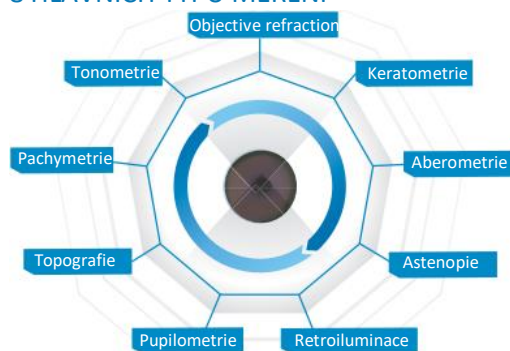 Objective refraction
Tonometrie
Keratometrie
Pachymetrie
Aberometrie
Topografie
Astenopie
Pupilometrie
Retroiluminace